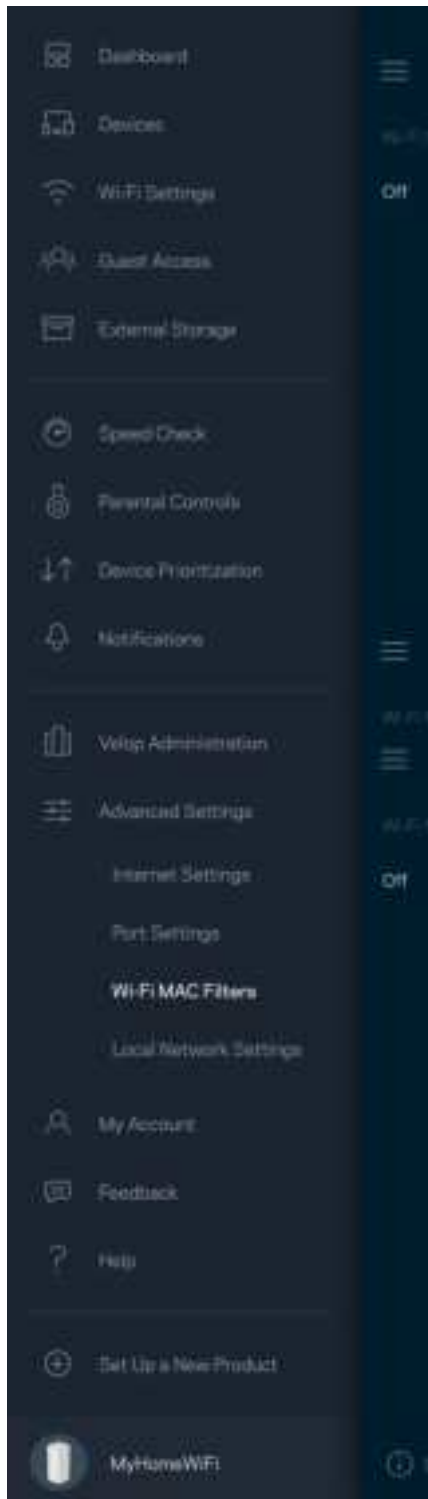 Dashboard
Devices
Wi-Fi Settings
Off
Guest Access
External Storage
Speed Check
Parental Controls
Device Prioritization
Notifications
Velop Administration
Advanced Settings
Internet Settings
Off
Port Settings
Wi-Fi MAC Filters
Local Network Settings
My Account
Feedback
Help
Set Up a New Product
MyHomeWiFi